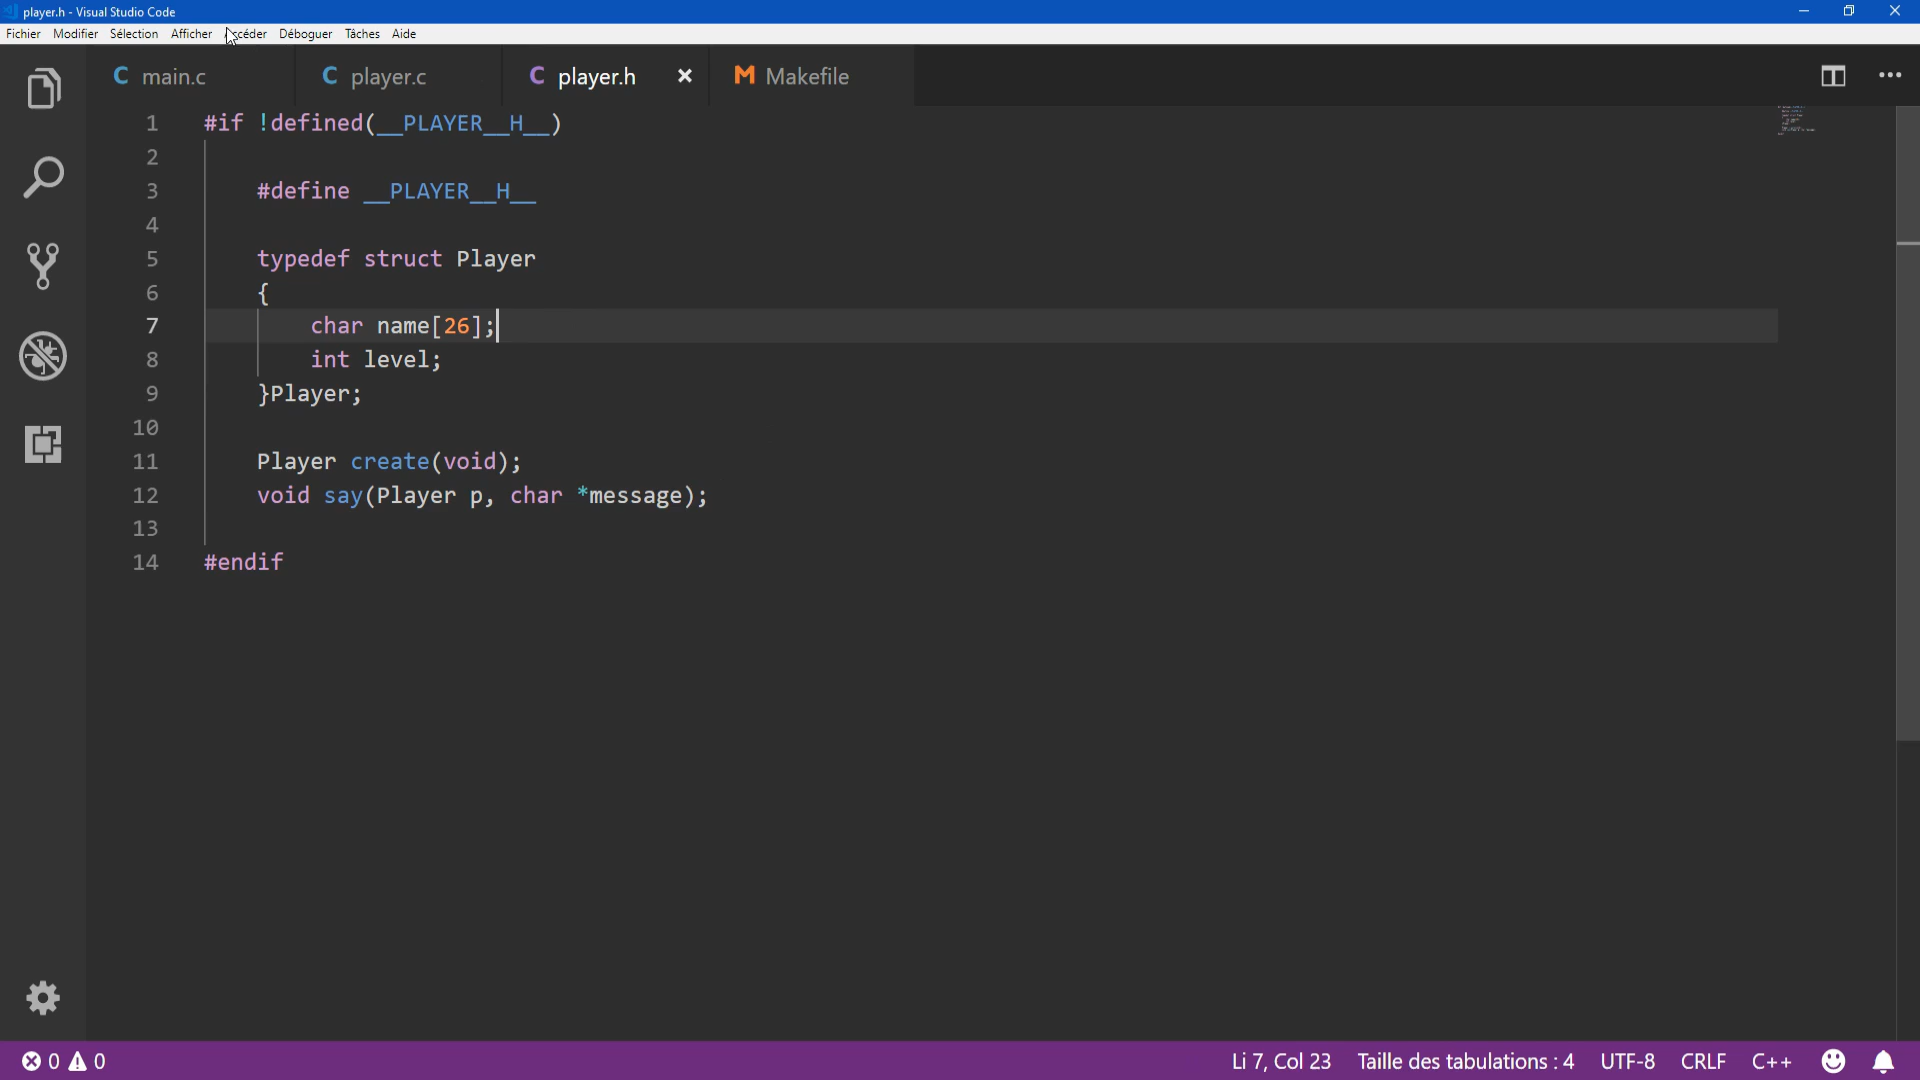 player.h - Visual Studio Code
Fichier Modifier Sélection Afficher Accéder Déboguer Tâches Aide
C main.c C player.c C player.h × M Makefile
1 #if !defined(__PLAYER__H__)
2
3 #define __PLAYER__H__
4
5 typedef struct Player
6 {
7 char name[26];
8 int level;
9 }Player;
10
11 Player create(void);
12 void say(Player p, char *message);
13
14 #endif
0 0 Li 7, Col 23 Taille des tabulations : 4 UTF-8 CRLF C++